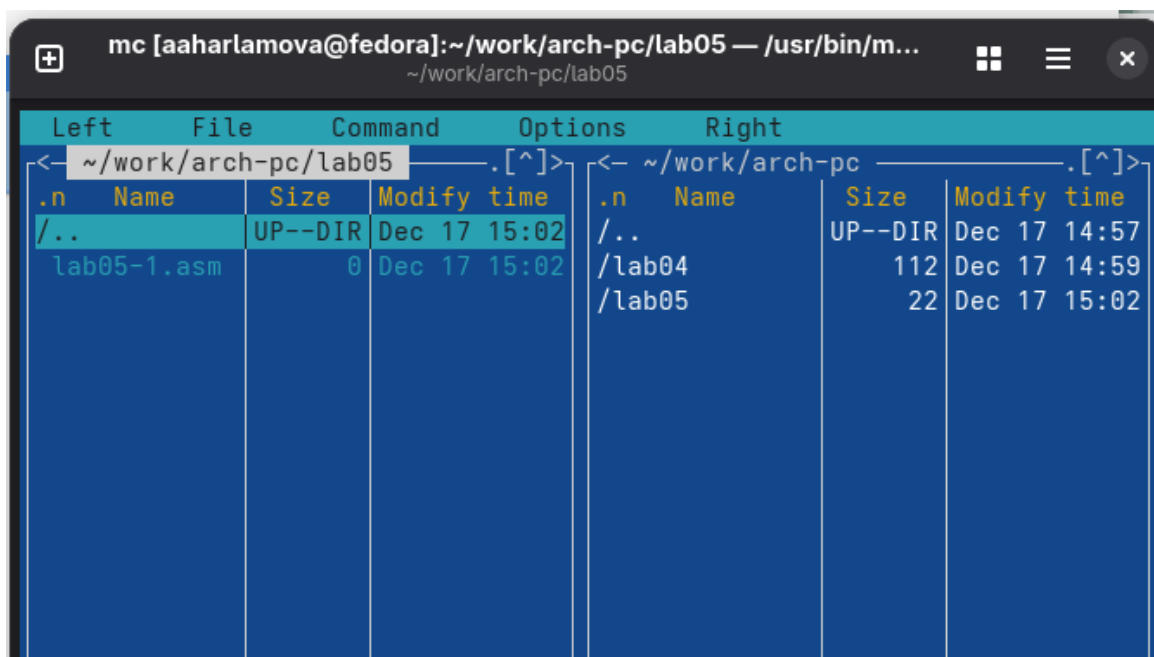 mc [aaharlamova@fedora]:~/work/arch-pc/lab05 — /usr/bin/m...
~/work/arch-pc/lab05
Left File Command Options Right
<─ ~/work/arch-pc/lab05 ─.[^]>
.n Name Size Modify time
/.. UP--DIR Dec 17 15:02
lab05-1.asm 0 Dec 17 15:02
<─ ~/work/arch-pc ─.[^]>
.n Name Size Modify time
/.. UP--DIR Dec 17 14:57
/lab04 112 Dec 17 14:59
/lab05 22 Dec 17 15:02